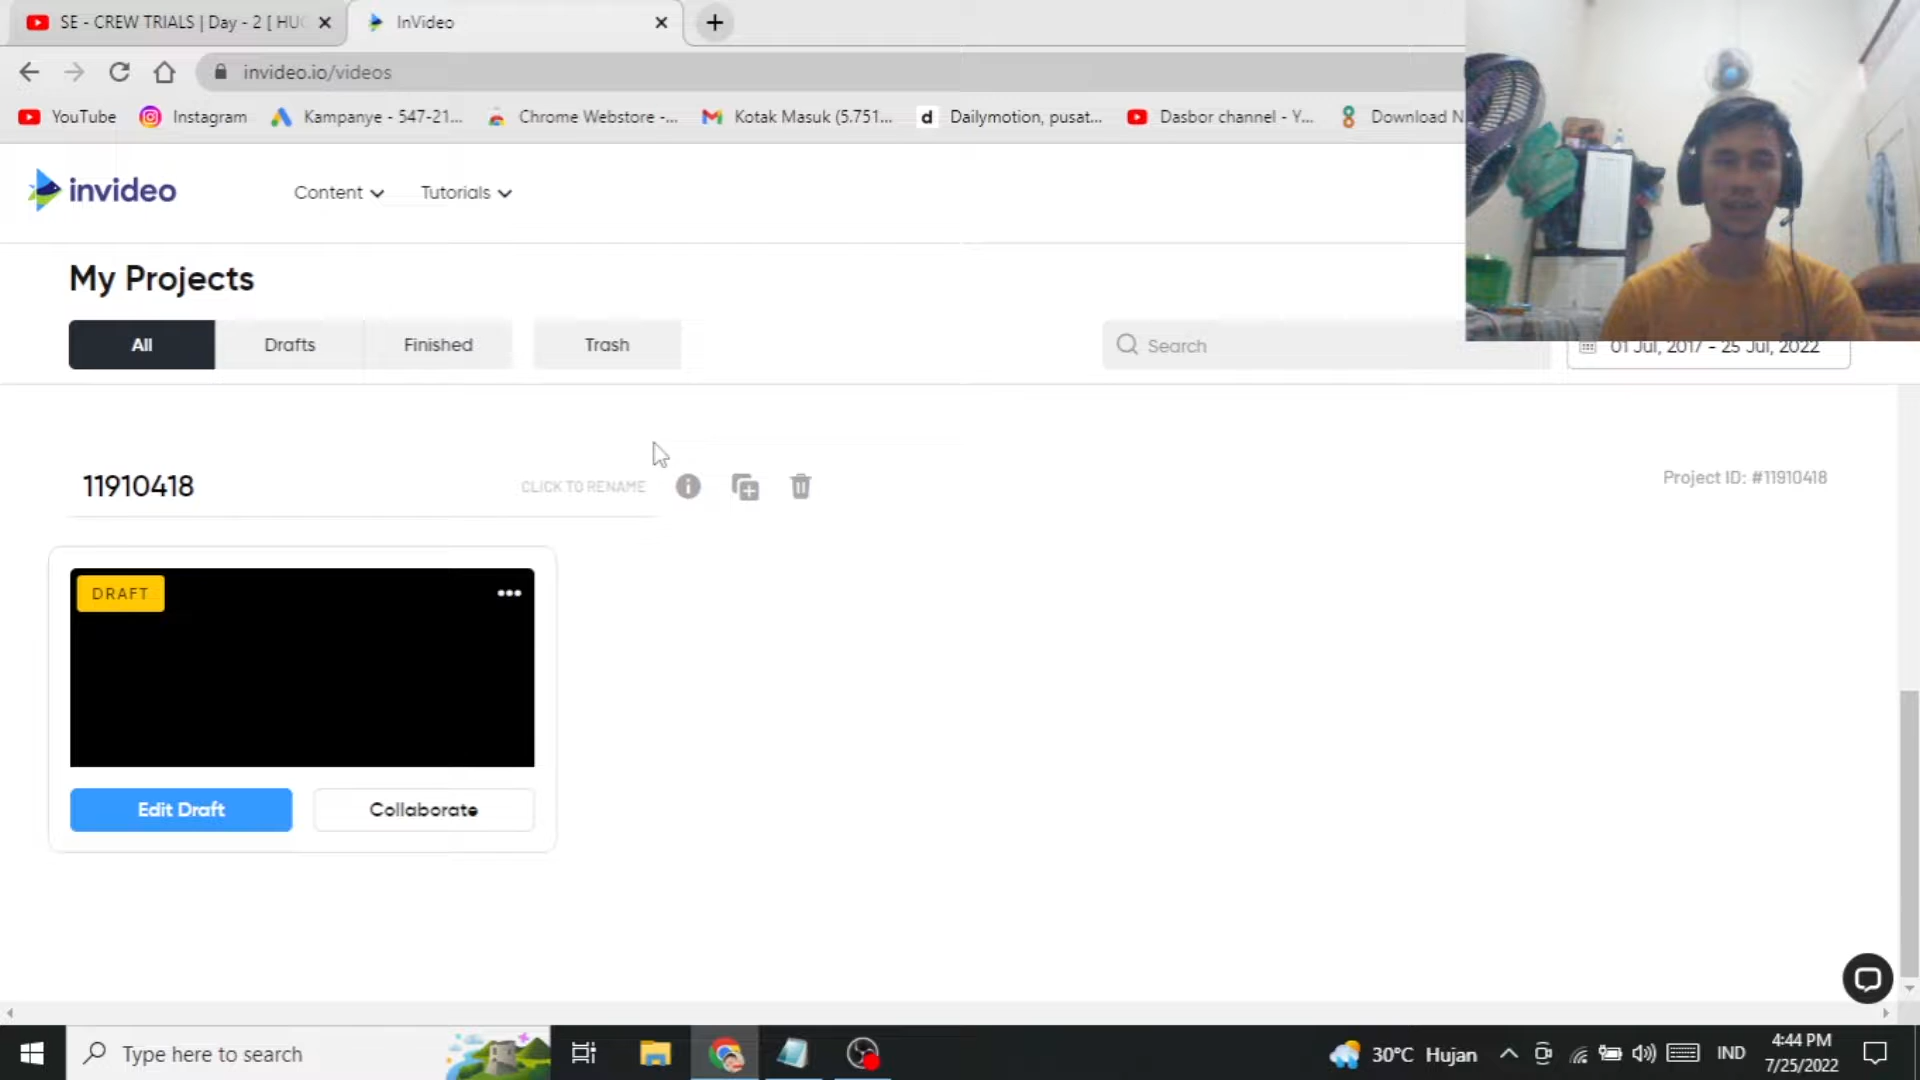 SE - CREW TRIALS | Day - 2 [ HU
InVideo
invideo.io/videos
YouTube
Instagram
Kampanye - 547-21...
Chrome Webstore -...
Kotak Masuk (5.751...
Dailymotion, pusat...
Dasbor channel - Y...
Download N
invideo
Content
Tutorials
My Projects
All
Drafts
Finished
Trash
Search
01 Jul, 2017 - 25 Jul, 2022
11910418
CLICK TO RENAME
Project ID: #11910418
DRAFT
Edit Draft
Collaborate
Type here to search
30°C Hujan
IND
4:44 PM
7/25/2022